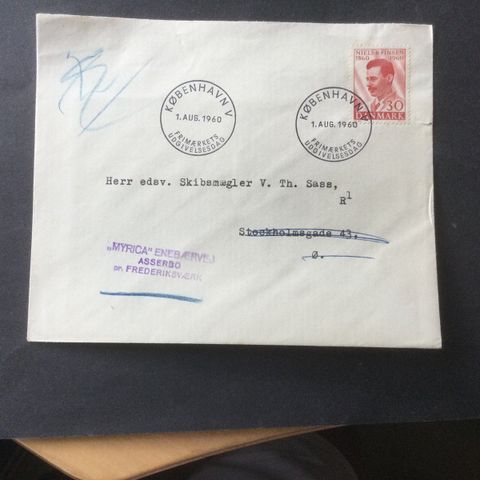 NIELS FINSEN
1860 1960
30
DANMARK
KØBENHAVN V
1. AUG. 1960
FRIMÆRKETS
UDGIVELSESDAG
KØBENHAVN
1. AUG. 1960
FRIMÆRKETS
UDGIVELSESDAG
Herr edsv. Skibsmægler V. Th. Sass,
R1
Stockholmsgade 43,
Ø.
„MYRICA" ENEBÆRVEJ
ASSERBO
pr. FREDERIKSVÆRK